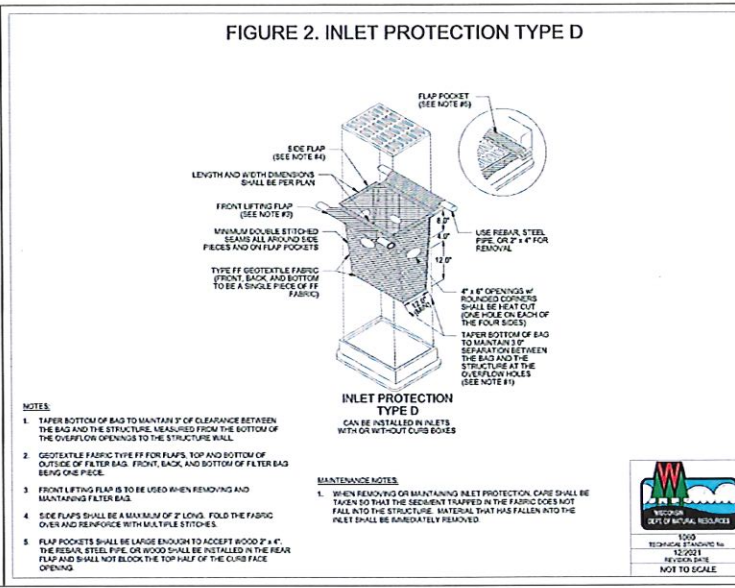 FIGURE 2. INLET PROTECTION TYPE D
FLAP POCKET
(SEE NOTE #5)
SIDE FLAP
(SEE NOTE #4)
LENGTH AND WIDTH DIMENSIONS
SHALL BE PER PLAN
FRONT LIFTING FLAP
(SEE NOTE #3)
MINIMUM DOUBLE STITCHED
SEAMS ALL AROUND SIDE
PIECES AND ON FLAP POCKETS
TYPE FF GEOTEXTILE FABRIC
(FRONT, BACK, AND BOTTOM
TO BE A SINGLE PIECE OF FF
FABRIC)
8.0"
4.0"
12.0"
12.0"
(MIN)
USE REBAR, STEEL
PIPE, OR 2" x 4" FOR
REMOVAL
4" x 6" OPENINGS w/
ROUNDED CORNERS
SHALL BE HEAT CUT
(ONE HOLE ON EACH OF
THE FOUR SIDES)
TAPER BOTTOM OF BAG
TO MAINTAIN 3.0"
SEPARATION BETWEEN
THE BAG AND THE
STRUCTURE AT THE
OVERFLOW HOLES
(SEE NOTE #1)
INLET PROTECTION
TYPE D
CAN BE INSTALLED IN INLETS
WITH OR WITHOUT CURB BOXES
NOTES:
1. TAPER BOTTOM OF BAG TO MAINTAIN 3" OF CLEARANCE BETWEEN
THE BAG AND THE STRUCTURE, MEASURED FROM THE BOTTOM OF
THE OVERFLOW OPENINGS TO THE STRUCTURE WALL.
2. GEOTEXTILE FABRIC TYPE FF FOR FLAPS, TOP AND BOTTOM OF
OUTSIDE OF FILTER BAG. FRONT, BACK, AND BOTTOM OF FILTER BAG
BEING ONE PIECE.
3 FRONT LIFTING FLAP IS TO BE USED WHEN REMOVING AND
MAINTAINING FILTER BAG.
4. SIDE FLAPS SHALL BE A MAXIMUM OF 2" LONG. FOLD THE FABRIC
OVER AND REINFORCE WITH MULTIPLE STITCHES.
5. FLAP POCKETS SHALL BE LARGE ENOUGH TO ACCEPT WOOD 2" x 4".
THE REBAR, STEEL PIPE, OR WOOD SHALL BE INSTALLED IN THE REAR
FLAP AND SHALL NOT BLOCK THE TOP HALF OF THE CURB FACE
OPENING.
MAINTENANCE NOTES:
1. WHEN REMOVING OR MAINTAINING INLET PROTECTION, CARE SHALL BE
TAKEN SO THAT THE SEDIMENT TRAPPED IN THE FABRIC DOES NOT
FALL INTO THE STRUCTURE. MATERIAL THAT HAS FALLEN INTO THE
INLET SHALL BE IMMEDIATELY REMOVED.
WISCONSIN
DEPT. OF NATURAL RESOURCES
1060
TECHNICAL STANDARD No.
12/2021
REVISION DATE
NOT TO SCALE